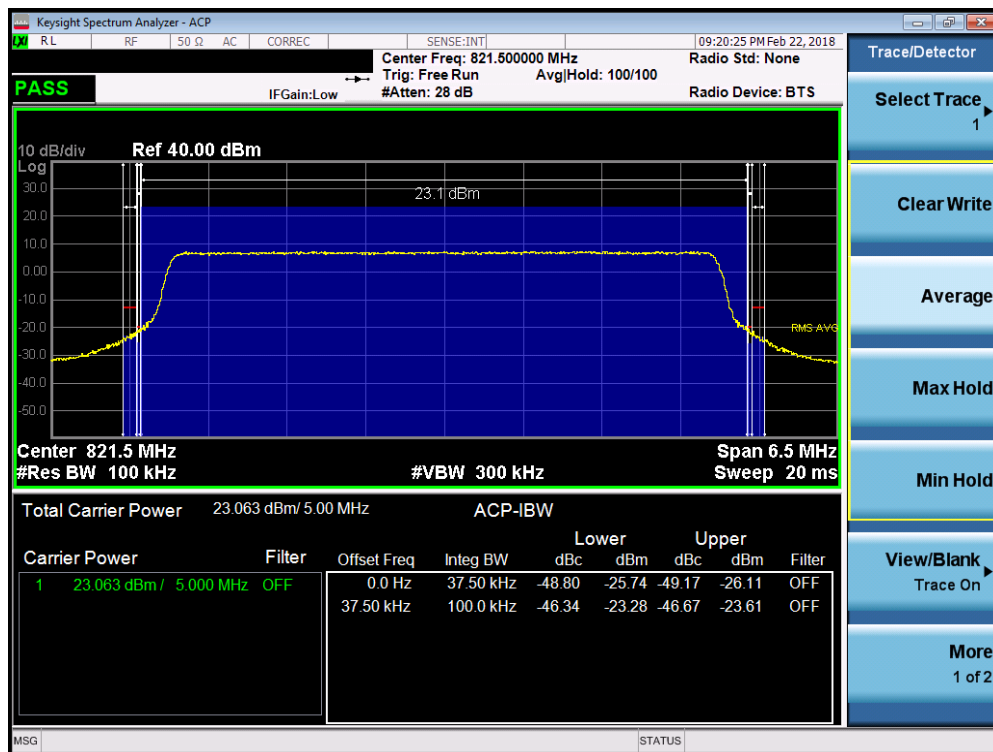 Keysight Spectrum Analyzer - ACP
LXI RL RF 50 Ω AC CORREC SENSE:INT 09:20:25 PM Feb 22, 2018
Center Freq: 821.500000 MHz Radio Std: None
Trig: Free Run Avg|Hold: 100/100
PASS IFGain:Low #Atten: 28 dB Radio Device: BTS
10 dB/div Ref 40.00 dBm
Log
30.0
20.0
10.0
0.00
-10.0
-20.0
-30.0
-40.0
-50.0
23.1 dBm
RMS AVG
Center 821.5 MHz Span 6.5 MHz
#Res BW 100 kHz #VBW 300 kHz Sweep 20 ms
Total Carrier Power 23.063 dBm/ 5.00 MHz ACP-IBW
Lower Upper
Carrier Power Filter Offset Freq Integ BW dBc dBm dBc dBm Filter
1 23.063 dBm / 5.000 MHz OFF 0.0 Hz 37.50 kHz -48.80 -25.74 -49.17 -26.11 OFF
37.50 kHz 100.0 kHz -46.34 -23.28 -46.67 -23.61 OFF
MSG STATUS
Trace/Detector
Select Trace
1
Clear Write
Average
Max Hold
Min Hold
View/Blank
Trace On
More
1 of 2